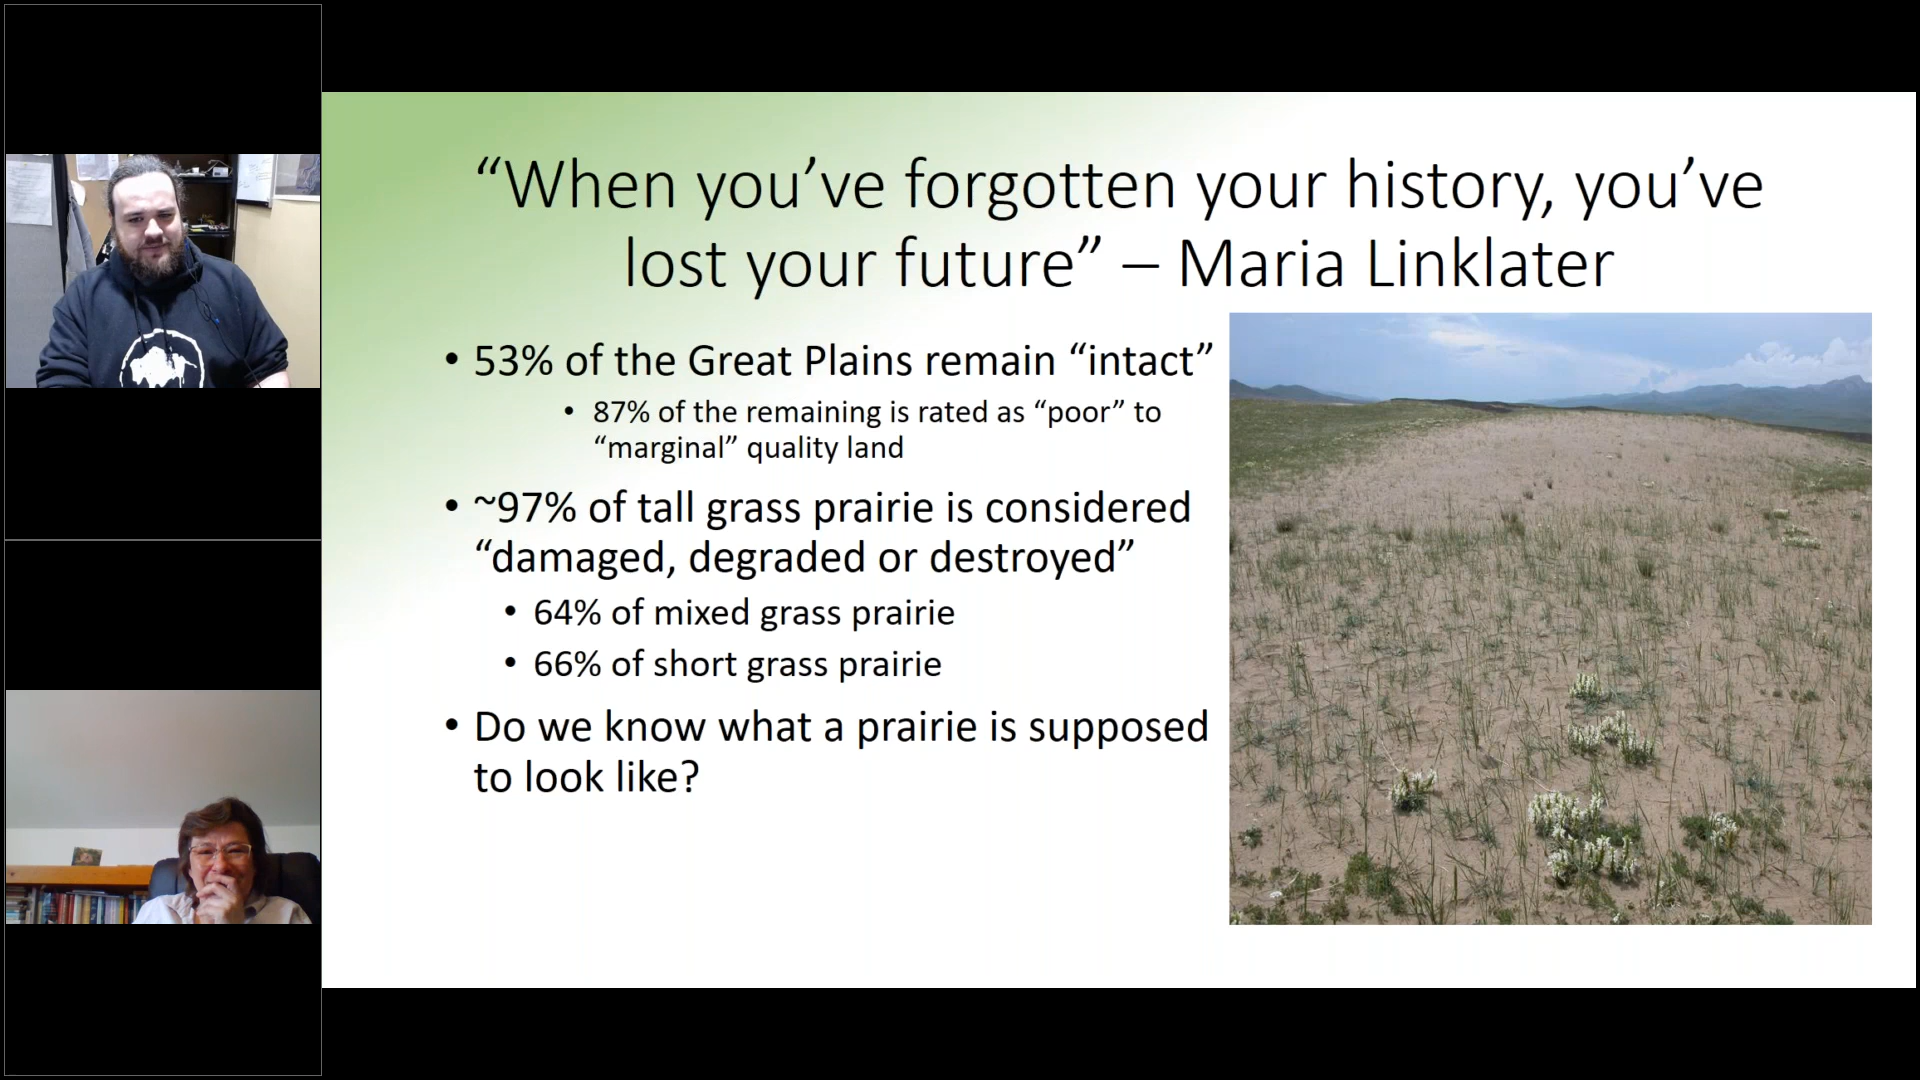 “When you’ve forgotten your history, you’ve
lost your future” – Maria Linklater
• 53% of the Great Plains remain “intact”
• 87% of the remaining is rated as “poor” to
“marginal” quality land
• ~97% of tall grass prairie is considered
“damaged, degraded or destroyed”
• 64% of mixed grass prairie
• 66% of short grass prairie
• Do we know what a prairie is supposed
to look like?